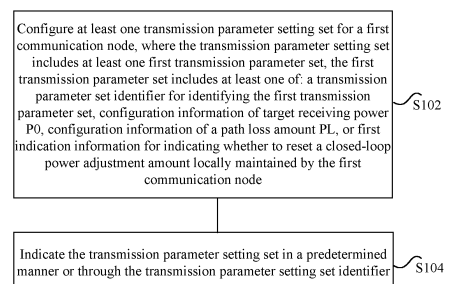 Configure at least one transmission parameter setting set for a first
communication node, where the transmission parameter setting set
includes at least one first transmission parameter set, the first
transmission parameter set includes at least one of: a transmission
parameter set identifier for identifying the first transmission
parameter set, configuration information of target receiving power
P0, configuration information of a path loss amount PL, or first
indication information for indicating whether to reset a closed-loop
power adjustment amount locally maintained by the first
communication node
S102
Indicate the transmission parameter setting set in a predetermined
manner or through the transmission parameter setting set identifier
S104